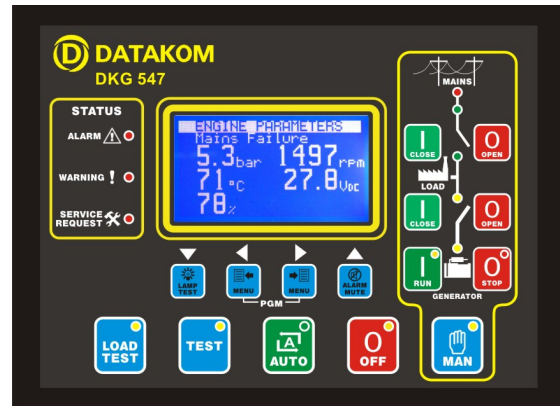 DATAKOM
DKG 547
STATUS
ALARM
WARNING !
SERVICE
REQUEST
ENGINE PARAMETERS
Mains Failure
5.3bar 1497rpm
71°C 27.8VDC
78%
LAMP
TEST
MENU
MENU
ALARM
MUTE
PGM
LOAD
TEST
TEST
A
AUTO
O
OFF
MAN
MAINS
I
CLOSE
O
OPEN
LOAD
I
CLOSE
O
OPEN
I
RUN
O
STOP
GENERATOR